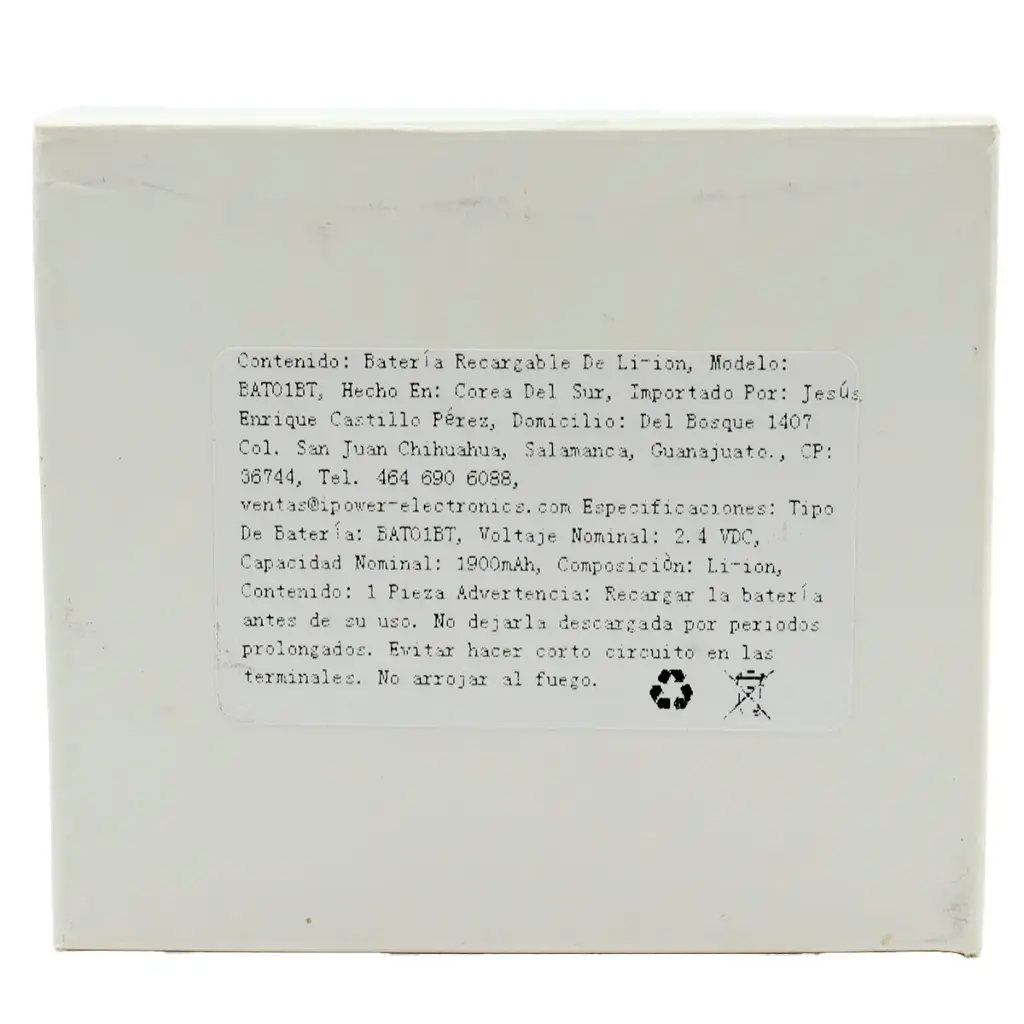 Contenido: Batería Recargable De Li-ion, Modelo:
BAT01BT, Hecho En: Corea Del Sur, Importado Por: Jesús
Enrique Castillo Pérez, Domicilio: Del Bosque 1407
Col. San Juan Chihuahua, Salamanca, Guanajuato., CP:
36744, Tel. 464 690 6088,
ventas@ipower-electronics.com Especificaciones: Tipo
De Batería: BAT01BT, Voltaje Nominal: 2.4 VDC,
Capacidad Nominal: 1900mAh, Composiciòn: Li-ion,
Contenido: 1 Pieza Advertencia: Recargar la batería
antes de su uso. No dejarla descargada por periodos
prolongados. Evitar hacer corto circuito en las
terminales. No arrojar al fuego.